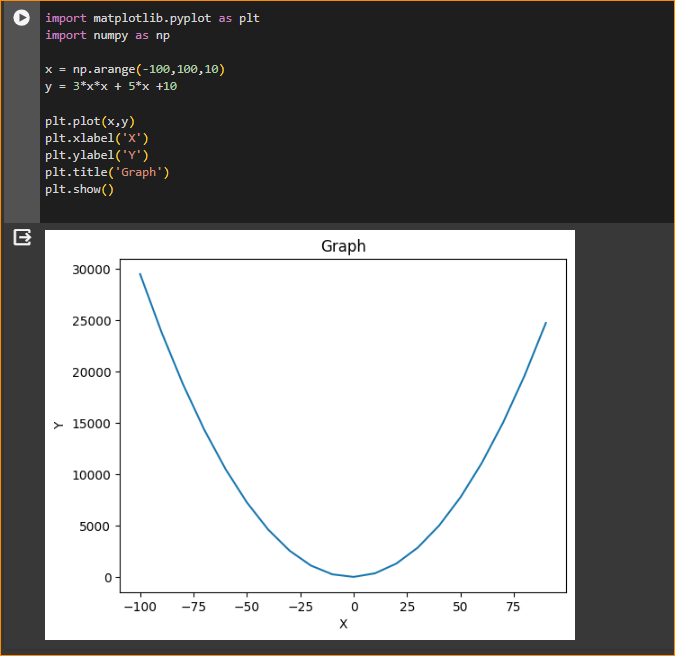 import matplotlib.pyplot as plt
import numpy as np
x = np.arange(-100,100,10)
y = 3*x*x + 5*x +10
plt.plot(x,y)
plt.xlabel('X')
plt.ylabel('Y')
plt.title('Graph')
plt.show()
Graph
30000
25000
20000
15000
10000
5000
0
Y
−100 −75 −50 −25 0 25 50 75
X